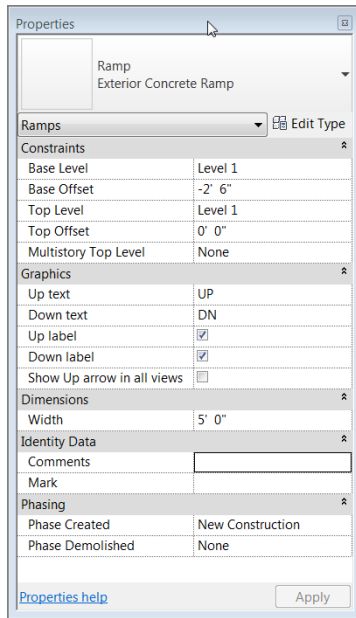 Properties
Ramp
Exterior Concrete Ramp
Ramps Edit Type
Constraints
Base Level Level 1
Base Offset -2' 6"
Top Level Level 1
Top Offset 0' 0"
Multistory Top Level None
Graphics
Up text UP
Down text DN
Up label
Down label
Show Up arrow in all views
Dimensions
Width 5' 0"
Identity Data
Comments
Mark
Phasing
Phase Created New Construction
Phase Demolished None
Properties help Apply